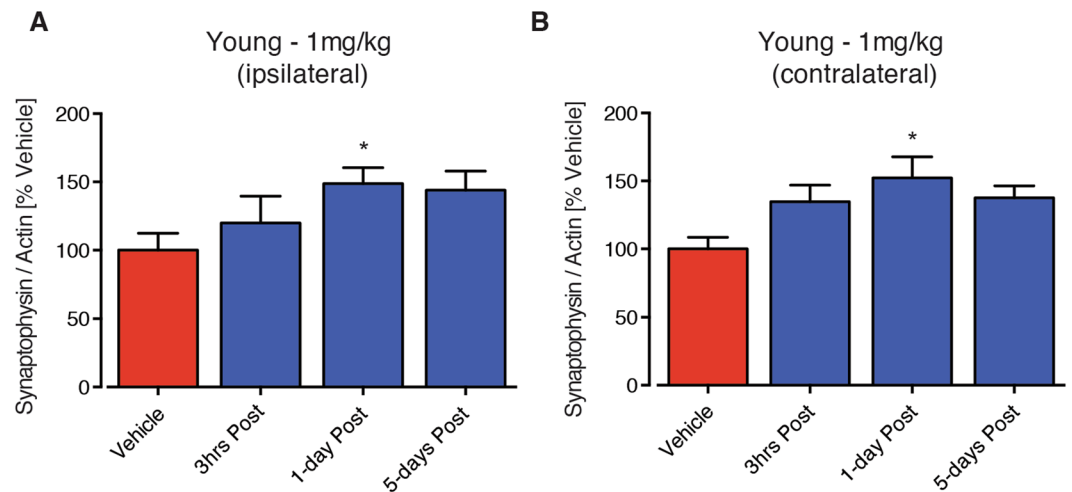 A
Young - 1mg/kg
(ipsilateral)
Synaptophysin / Actin [% Vehicle]
200
150
100
50
0
*
Vehicle
3hrs Post
1-day Post
5-days Post
B
Young - 1mg/kg
(contralateral)
Synaptophysin / Actin [% Vehicle]
200
150
100
50
0
*
Vehicle
3hrs Post
1-day Post
5-days Post